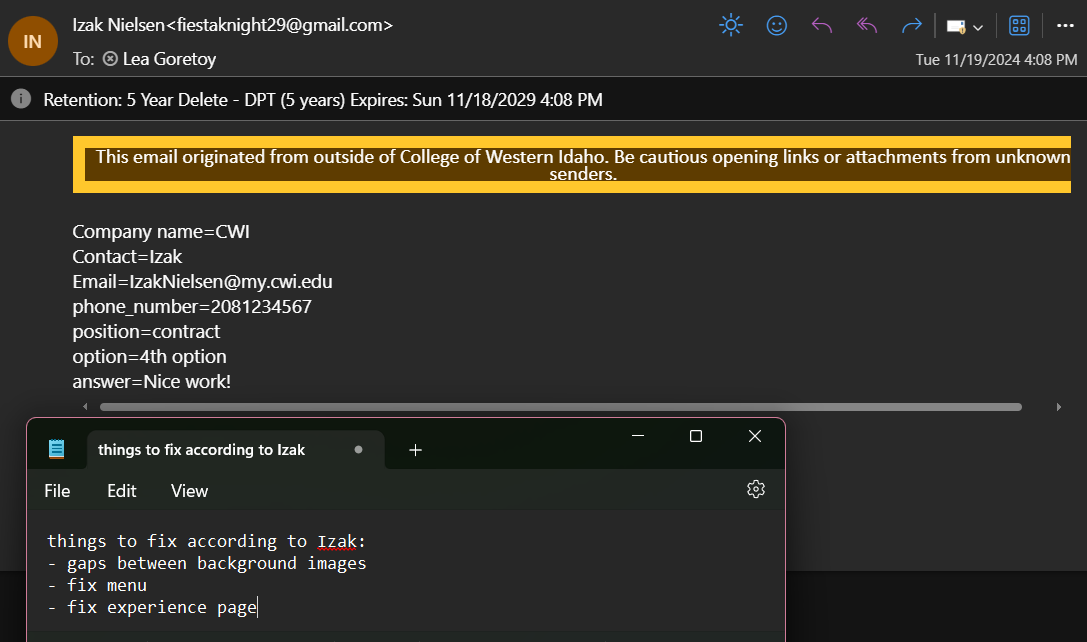 IN
Izak Nielsen<fiestaknight29@gmail.com>
To: Lea Goretoy
Tue 11/19/2024 4:08 PM
Retention: 5 Year Delete - DPT (5 years) Expires: Sun 11/18/2029 4:08 PM
This email originated from outside of College of Western Idaho. Be cautious opening links or attachments from unknown
senders.
Company name=CWI
Contact=Izak
Email=IzakNielsen@my.cwi.edu
phone_number=2081234567
position=contract
option=4th option
answer=Nice work!
things to fix according to Izak
File Edit View
things to fix according to Izak:
- gaps between background images
- fix menu
- fix experience page